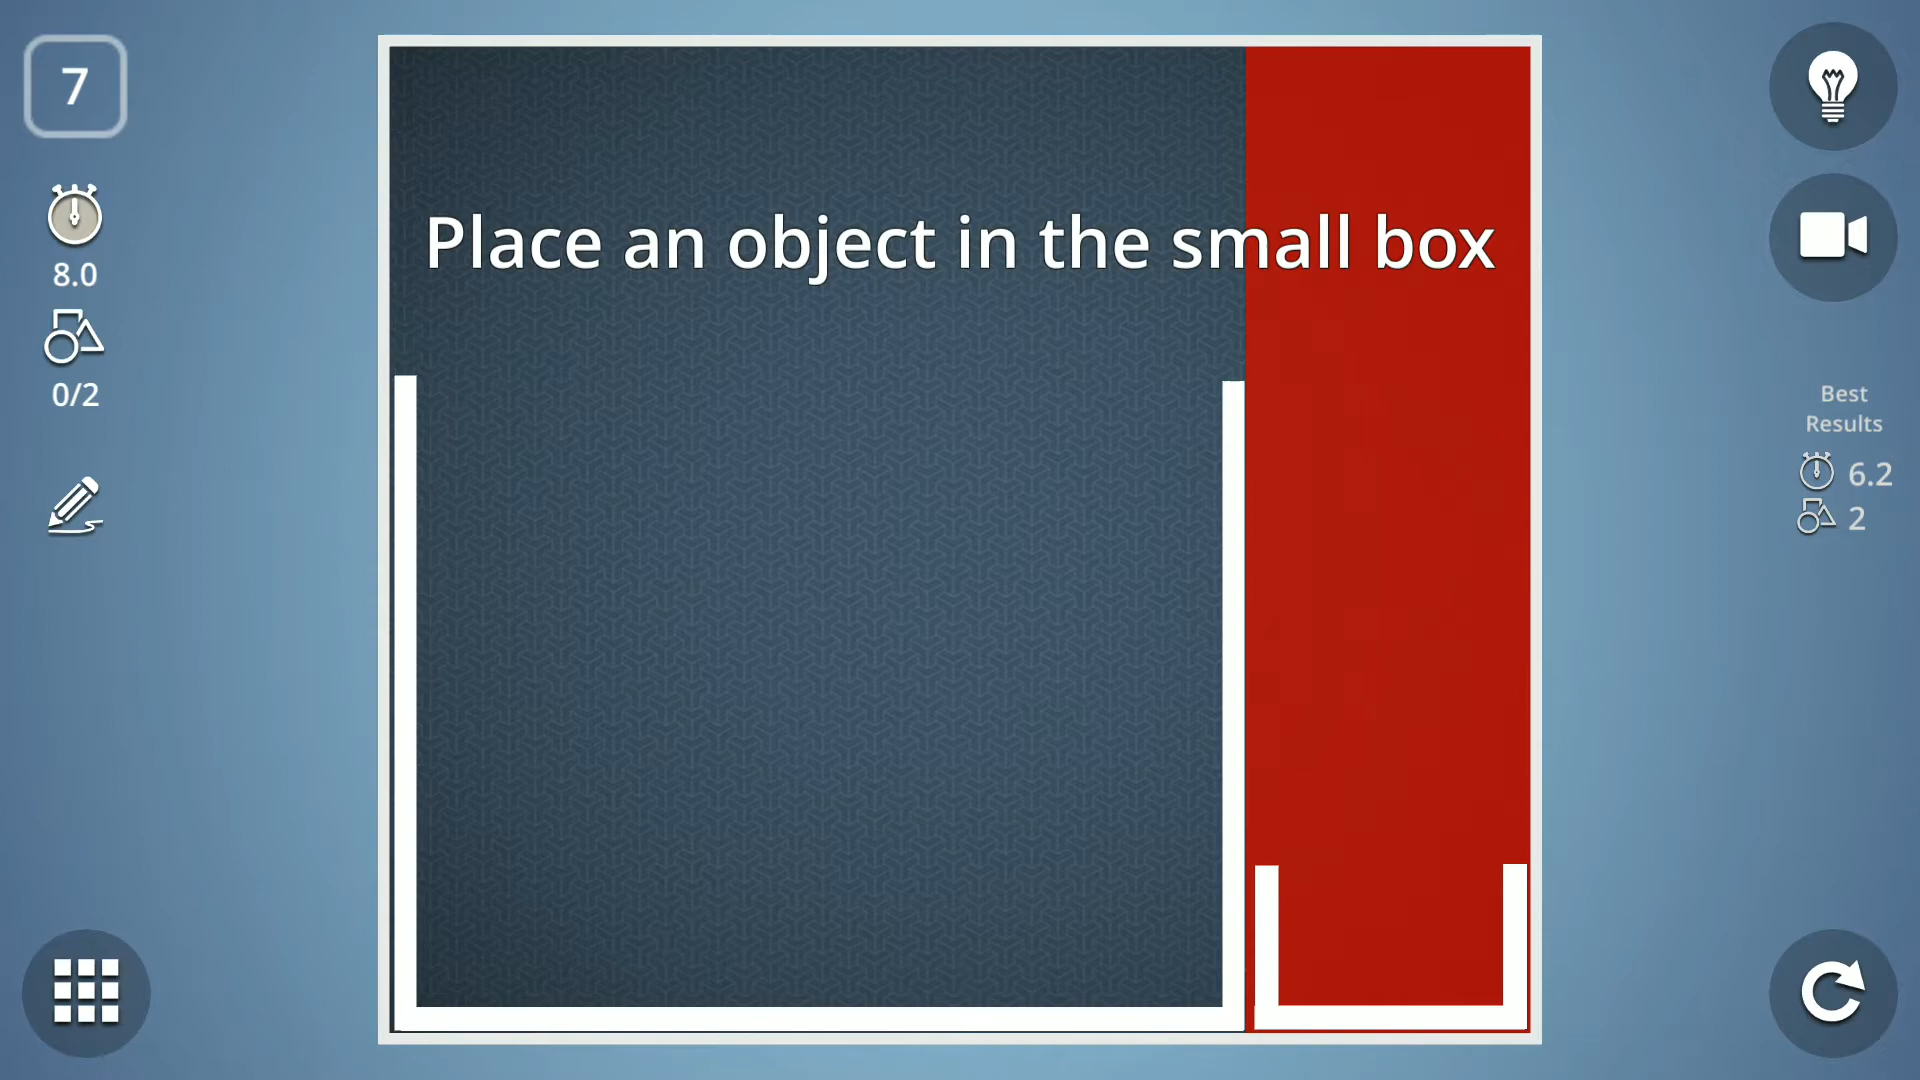 7
8.0
0/2
Place an object in the small box
Best
Results
6.2
2